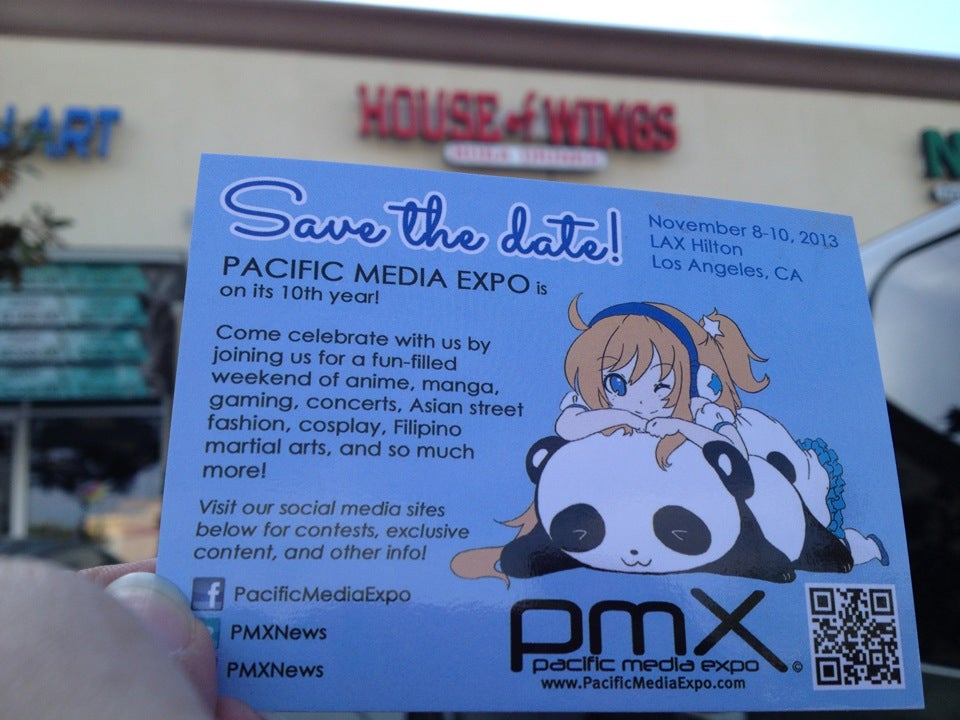 ART
HOUSE of WINGS
N
Save the date!
November 8-10, 2013
LAX Hilton
Los Angeles, CA
PACIFIC MEDIA EXPO is
on its 10th year!
Come celebrate with us by
joining us for a fun-filled
weekend of anime, manga,
gaming, concerts, Asian street
fashion, cosplay, Filipino
martial arts, and so much
more!
Visit our social media sites
below for contests, exclusive
content, and other info!
f PacificMediaExpo
PMXNews
PMXNews
pmx
pacific media expo ©
www.PacificMediaExpo.com